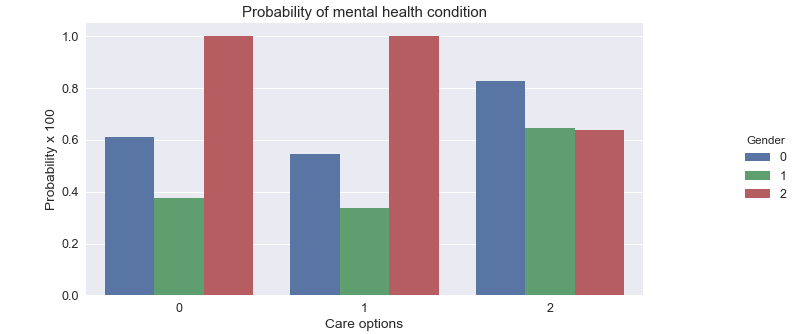 Probability of mental health condition
Probability x 100
1.0
0.8
0.6
0.4
0.2
0.0
0 1 2
Care options
Gender
0
1
2